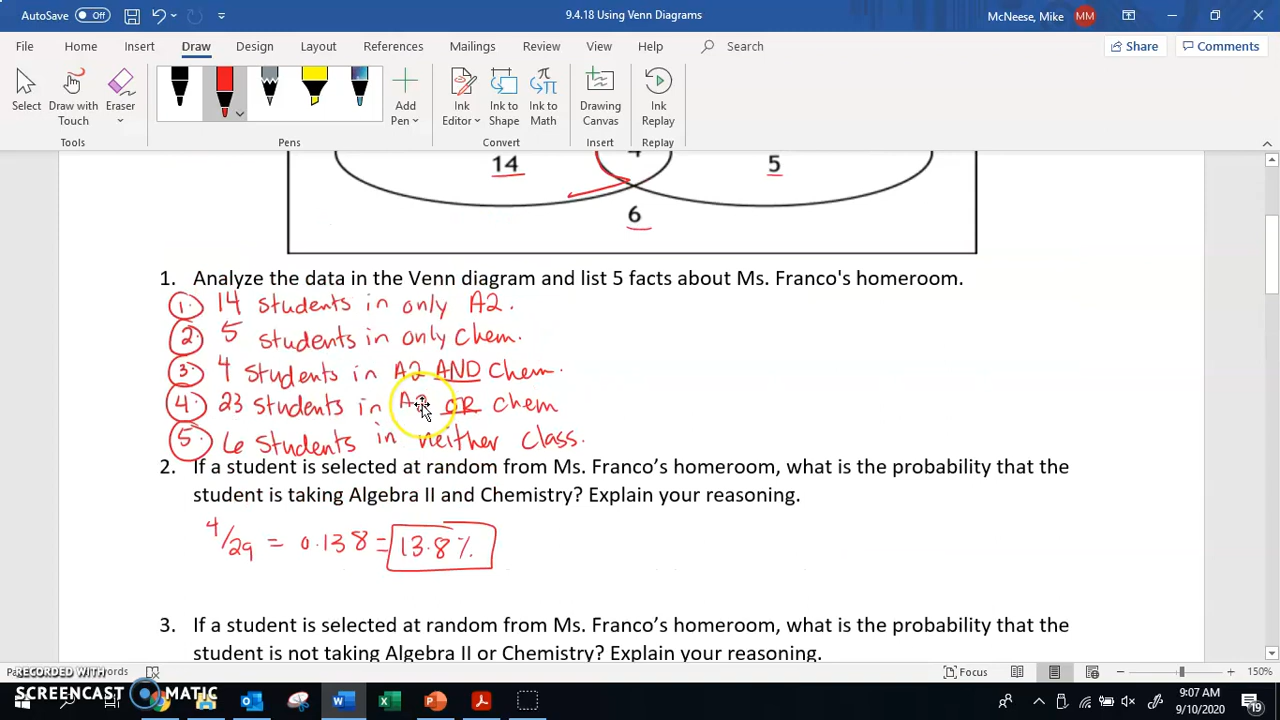 AutoSave Off
9.4.18 Using Venn Diagrams
McNeese, Mike MM
File Home Insert Draw Design Layout References Mailings Review View Help Search
Share Comments
Select
Draw with Touch
Eraser
Add Pen
Ink Editor
Ink to Shape
Ink to Math
Drawing Canvas
Ink Replay
Tools Pens Convert Insert Replay
14 4 5
6
1. Analyze the data in the Venn diagram and list 5 facts about Ms. Franco's homeroom.
1. 14 students in only A2.
2. 5 students in only Chem.
3. 4 students in A2 AND Chem.
4. 23 students in A2 OR Chem
5. 6 students in neither class.
2. If a student is selected at random from Ms. Franco’s homeroom, what is the probability that the
student is taking Algebra II and Chemistry? Explain your reasoning.
4/29 = 0.138 = 13.8%
3. If a student is selected at random from Ms. Franco’s homeroom, what is the probability that the
student is not taking Algebra II or Chemistry? Explain your reasoning.
words
Focus
150%
RECORDED WITH
SCREENCAST MATIC
9:07 AM
9/10/2020
19